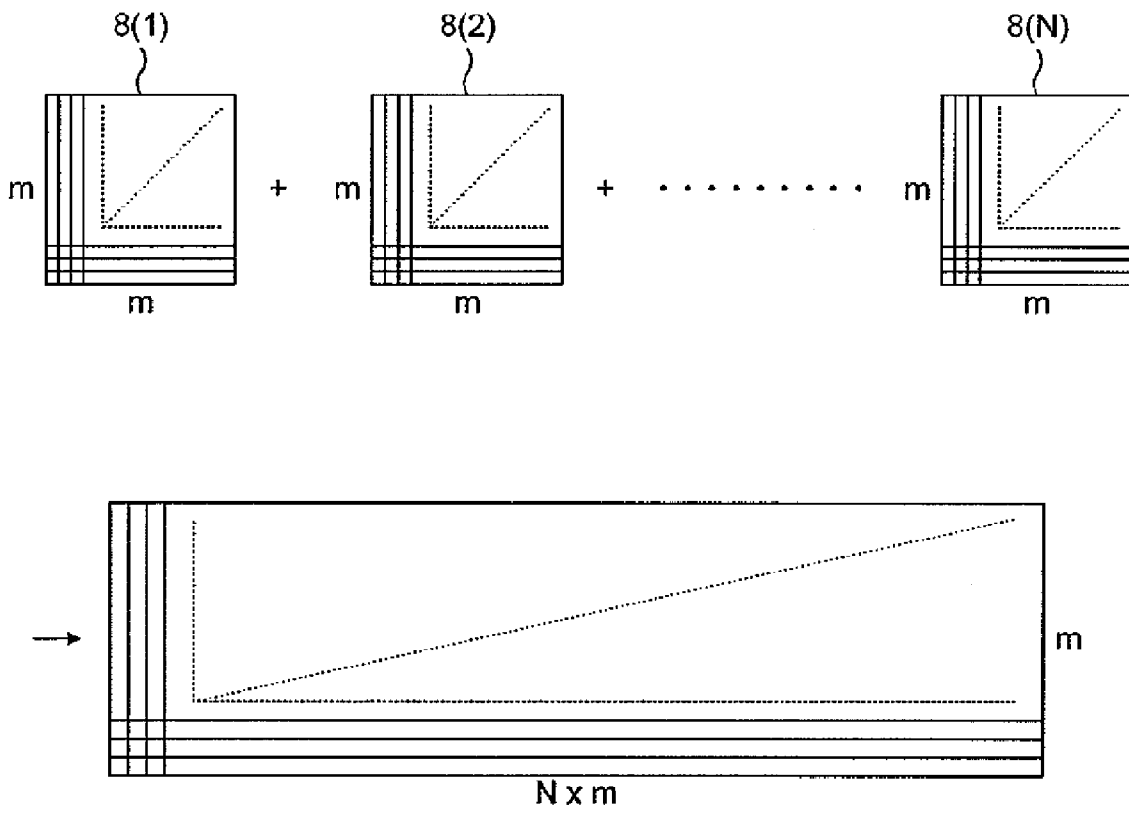 8(1) 8(2) 8(N)
m + m + ......... m
m m m
→ m
N x m